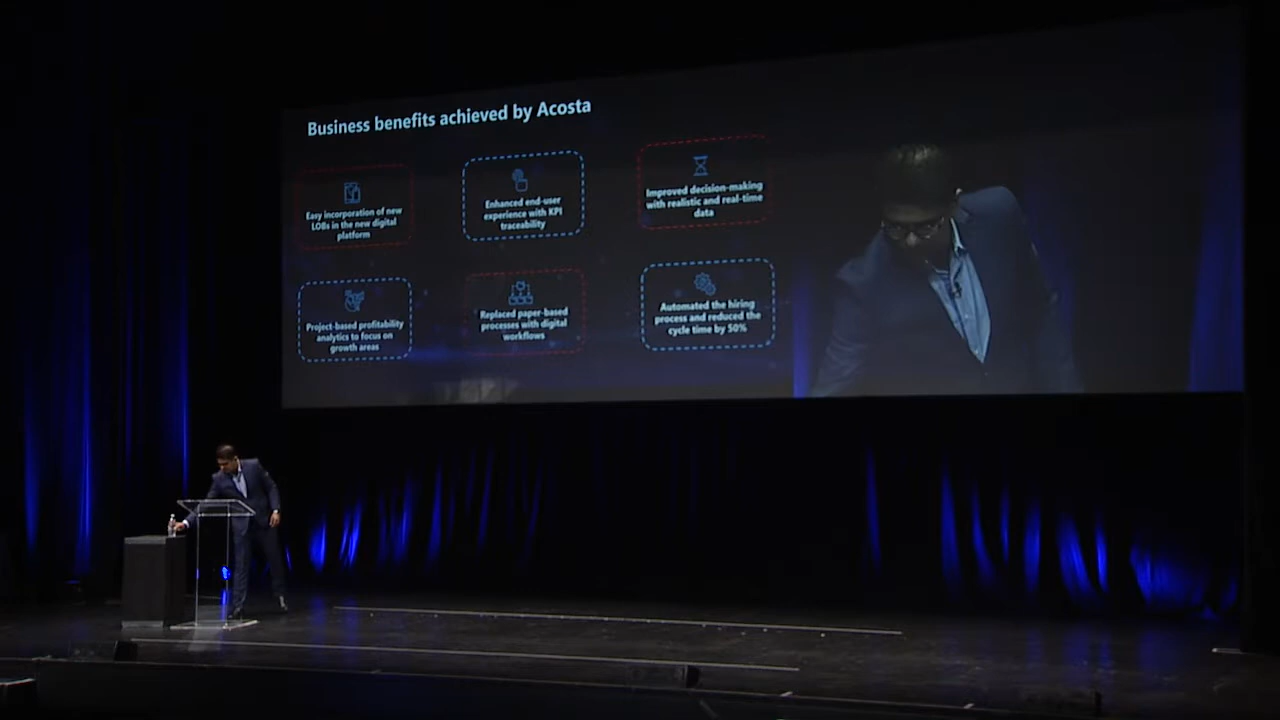 Business benefits achieved by Acosta
Easy incorporation of new
LOBs in the new digital
platform
Enhanced end-user
experience with KPI
traceability
Improved decision-making
with realistic and real-time
data
Project-based profitability
analytics to focus on
growth areas
Replaced paper-based
processes with digital
workflows
Automated the hiring
process and reduced the
cycle time by 50%